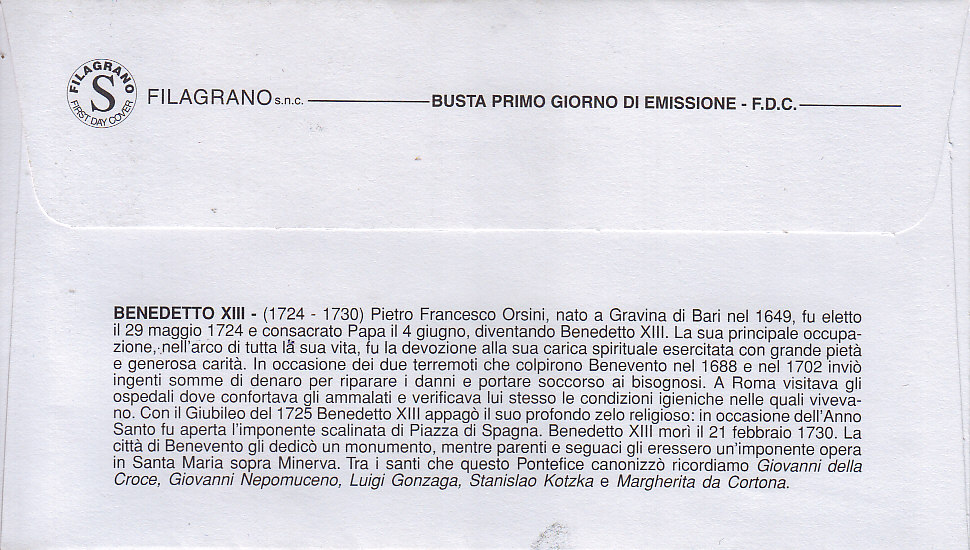 FILAGRANO
S
FIRST DAY COVER
FILAGRANO s.n.c. BUSTA PRIMO GIORNO DI EMISSIONE - F.D.C.
BENEDETTO XIII - (1724 - 1730) Pietro Francesco Orsini, nato a Gravina di Bari nel 1649, fu eletto
il 29 maggio 1724 e consacrato Papa il 4 giugno, diventando Benedetto XIII. La sua principale occupa-
zione, nell'arco di tutta la sua vita, fu la devozione alla sua carica spirituale esercitata con grande pietà
e generosa carità. In occasione dei due terremoti che colpirono Benevento nel 1688 e nel 1702 inviò
ingenti somme di denaro per riparare i danni e portare soccorso ai bisognosi. A Roma visitava gli
ospedali dove confortava gli ammalati e verificava lui stesso le condizioni igieniche nelle quali viveva-
no. Con il Giubileo del 1725 Benedetto XIII appagò il suo profondo zelo religioso: in occasione dell'Anno
Santo fu aperta l'imponente scalinata di Piazza di Spagna. Benedetto XIII morì il 21 febbraio 1730. La
città di Benevento gli dedicò un monumento, mentre parenti e seguaci gli eressero un'imponente opera
in Santa Maria sopra Minerva. Tra i santi che questo Pontefice canonizzò ricordiamo Giovanni della
Croce, Giovanni Nepomuceno, Luigi Gonzaga, Stanislao Kotzka e Margherita da Cortona.